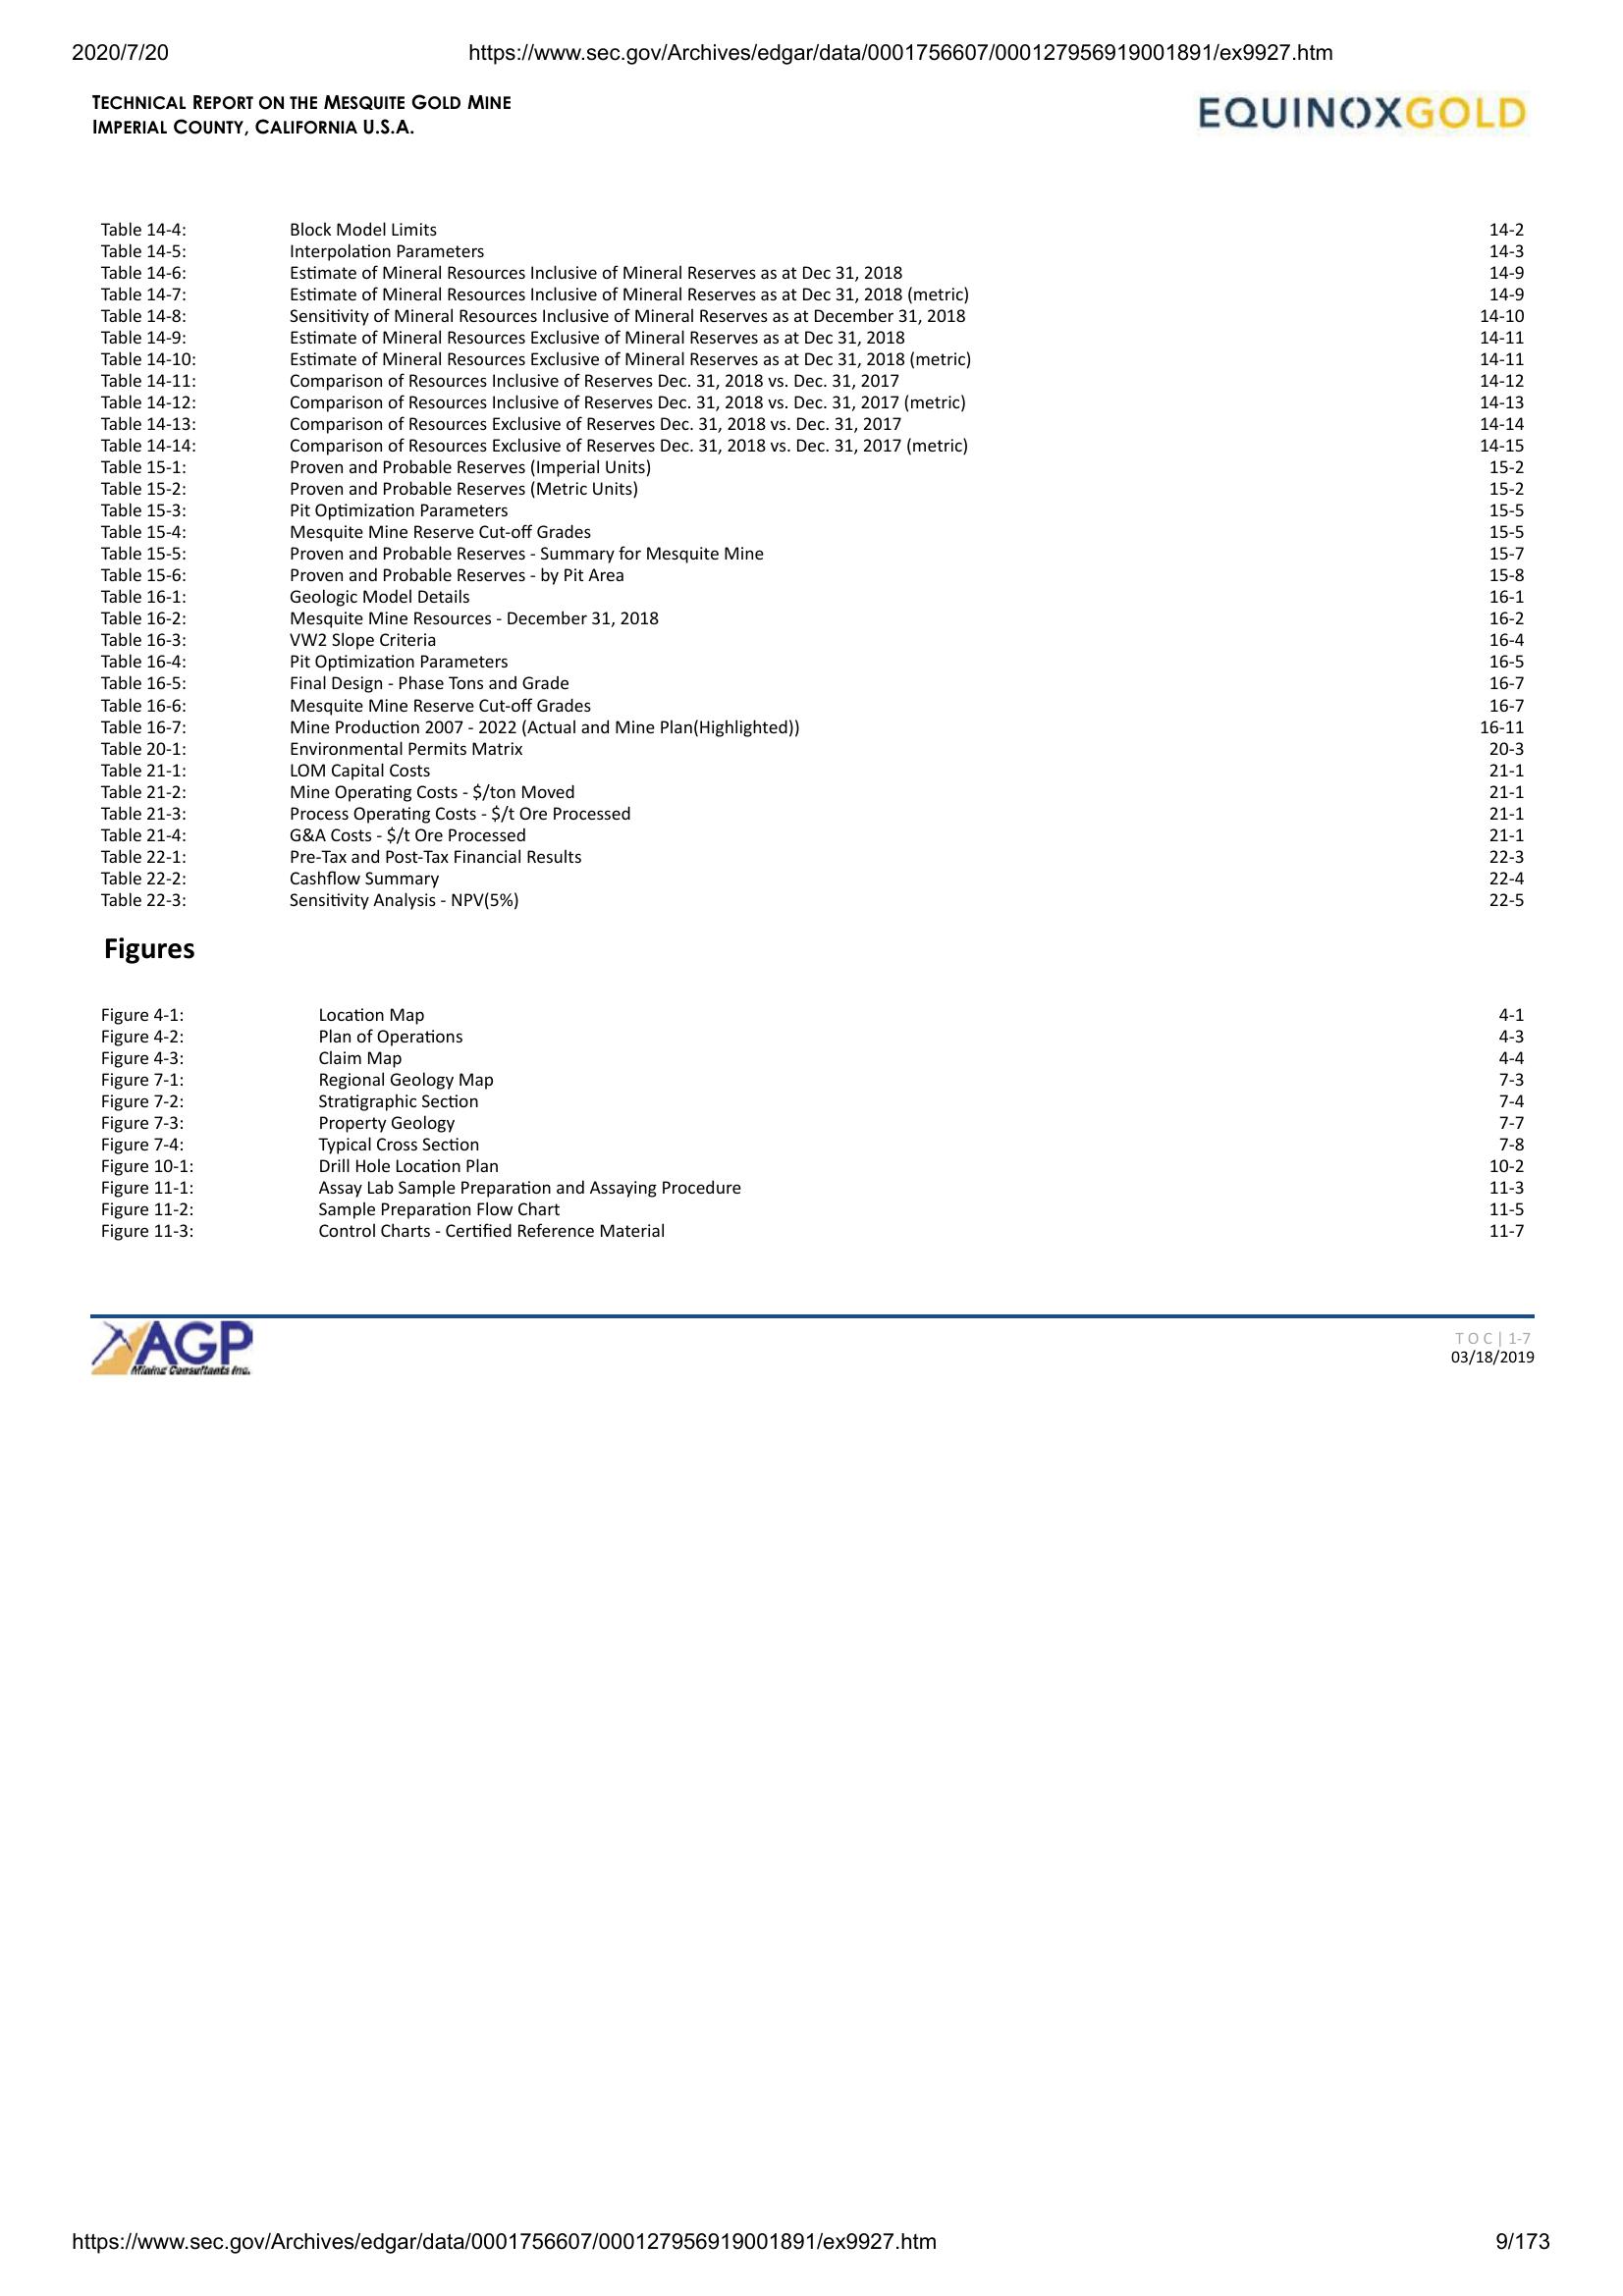 2020/7/20 https://www.sec.gov/Archives/edgar/data/0001756607/000127956919001891/ex9927.htm
TECHNICAL REPORT ON THE MESQUITE GOLD MINE
IMPERIAL COUNTY, CALIFORNIA U.S.A.
EQUINOXGOLD
Table 14-4: Block Model Limits 14-2
Table 14-5: Interpolation Parameters 14-3
Table 14-6: Estimate of Mineral Resources Inclusive of Mineral Reserves as at Dec 31, 2018 14-9
Table 14-7: Estimate of Mineral Resources Inclusive of Mineral Reserves as at Dec 31, 2018 (metric) 14-9
Table 14-8: Sensitivity of Mineral Resources Inclusive of Mineral Reserves as at December 31, 2018 14-10
Table 14-9: Estimate of Mineral Resources Exclusive of Mineral Reserves as at Dec 31, 2018 14-11
Table 14-10: Estimate of Mineral Resources Exclusive of Mineral Reserves as at Dec 31, 2018 (metric) 14-11
Table 14-11: Comparison of Resources Inclusive of Reserves Dec. 31, 2018 vs. Dec. 31, 2017 14-12
Table 14-12: Comparison of Resources Inclusive of Reserves Dec. 31, 2018 vs. Dec. 31, 2017 (metric) 14-13
Table 14-13: Comparison of Resources Exclusive of Reserves Dec. 31, 2018 vs. Dec. 31, 2017 14-14
Table 14-14: Comparison of Resources Exclusive of Reserves Dec. 31, 2018 vs. Dec. 31, 2017 (metric) 14-15
Table 15-1: Proven and Probable Reserves (Imperial Units) 15-2
Table 15-2: Proven and Probable Reserves (Metric Units) 15-2
Table 15-3: Pit Optimization Parameters 15-5
Table 15-4: Mesquite Mine Reserve Cut-off Grades 15-5
Table 15-5: Proven and Probable Reserves - Summary for Mesquite Mine 15-7
Table 15-6: Proven and Probable Reserves - by Pit Area 15-8
Table 16-1: Geologic Model Details 16-1
Table 16-2: Mesquite Mine Resources - December 31, 2018 16-2
Table 16-3: VW2 Slope Criteria 16-4
Table 16-4: Pit Optimization Parameters 16-5
Table 16-5: Final Design - Phase Tons and Grade 16-7
Table 16-6: Mesquite Mine Reserve Cut-off Grades 16-7
Table 16-7: Mine Production 2007 - 2022 (Actual and Mine Plan(Highlighted)) 16-11
Table 20-1: Environmental Permits Matrix 20-3
Table 21-1: LOM Capital Costs 21-1
Table 21-2: Mine Operating Costs - $/ton Moved 21-1
Table 21-3: Process Operating Costs - $/t Ore Processed 21-1
Table 21-4: G&A Costs - $/t Ore Processed 21-1
Table 22-1: Pre-Tax and Post-Tax Financial Results 22-3
Table 22-2: Cashflow Summary 22-4
Table 22-3: Sensitivity Analysis - NPV(5%) 22-5
Figures
Figure 4-1: Location Map 4-1
Figure 4-2: Plan of Operations 4-3
Figure 4-3: Claim Map 4-4
Figure 7-1: Regional Geology Map 7-3
Figure 7-2: Stratigraphic Section 7-4
Figure 7-3: Property Geology 7-7
Figure 7-4: Typical Cross Section 7-8
Figure 10-1: Drill Hole Location Plan 10-2
Figure 11-1: Assay Lab Sample Preparation and Assaying Procedure 11-3
Figure 11-2: Sample Preparation Flow Chart 11-5
Figure 11-3: Control Charts - Certified Reference Material 11-7
AGP
Mining Consultants Inc.
T O C | 1-7
03/18/2019
https://www.sec.gov/Archives/edgar/data/0001756607/000127956919001891/ex9927.htm 9/173